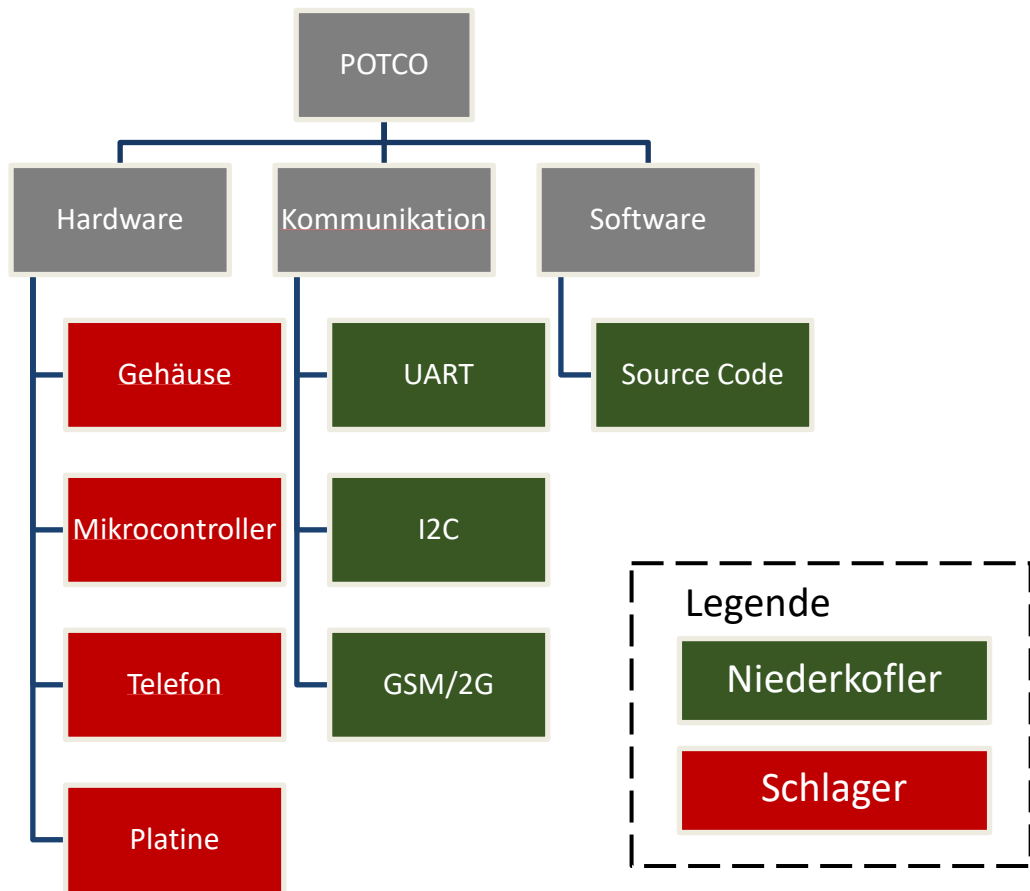 POTCO
Hardware
Kommunikation
Software
Gehäuse
UART
Source Code
Mikrocontroller
I2C
Telefon
GSM/2G
Platine
Legende
Niederkofler
Schlager